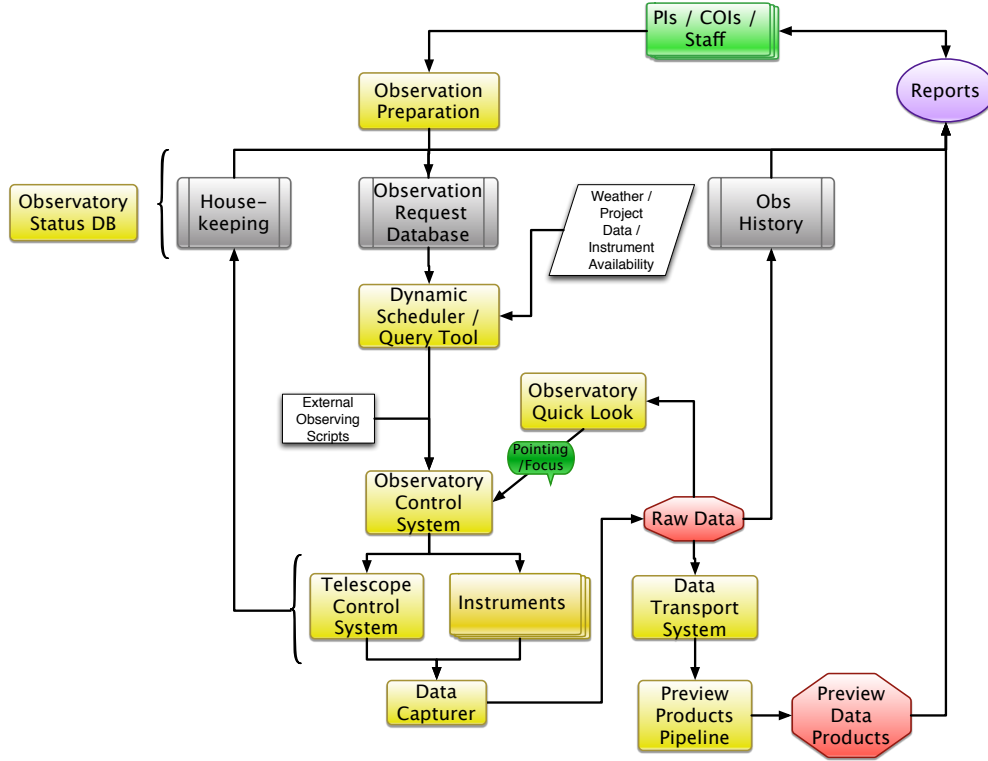 PIs / COIs /
Staff
Observation
Preparation
Reports
Observatory
Status DB
House-
keeping
Observation
Request
Database
Weather /
Project
Data /
Instrument
Availability
Obs
History
Dynamic
Scheduler /
Query Tool
External
Observing
Scripts
Observatory
Quick Look
Pointing
/Focus
Observatory
Control
System
Raw Data
Telescope
Control
System
Instruments
Data
Transport
System
Data
Capturer
Preview
Products
Pipeline
Preview
Data
Products